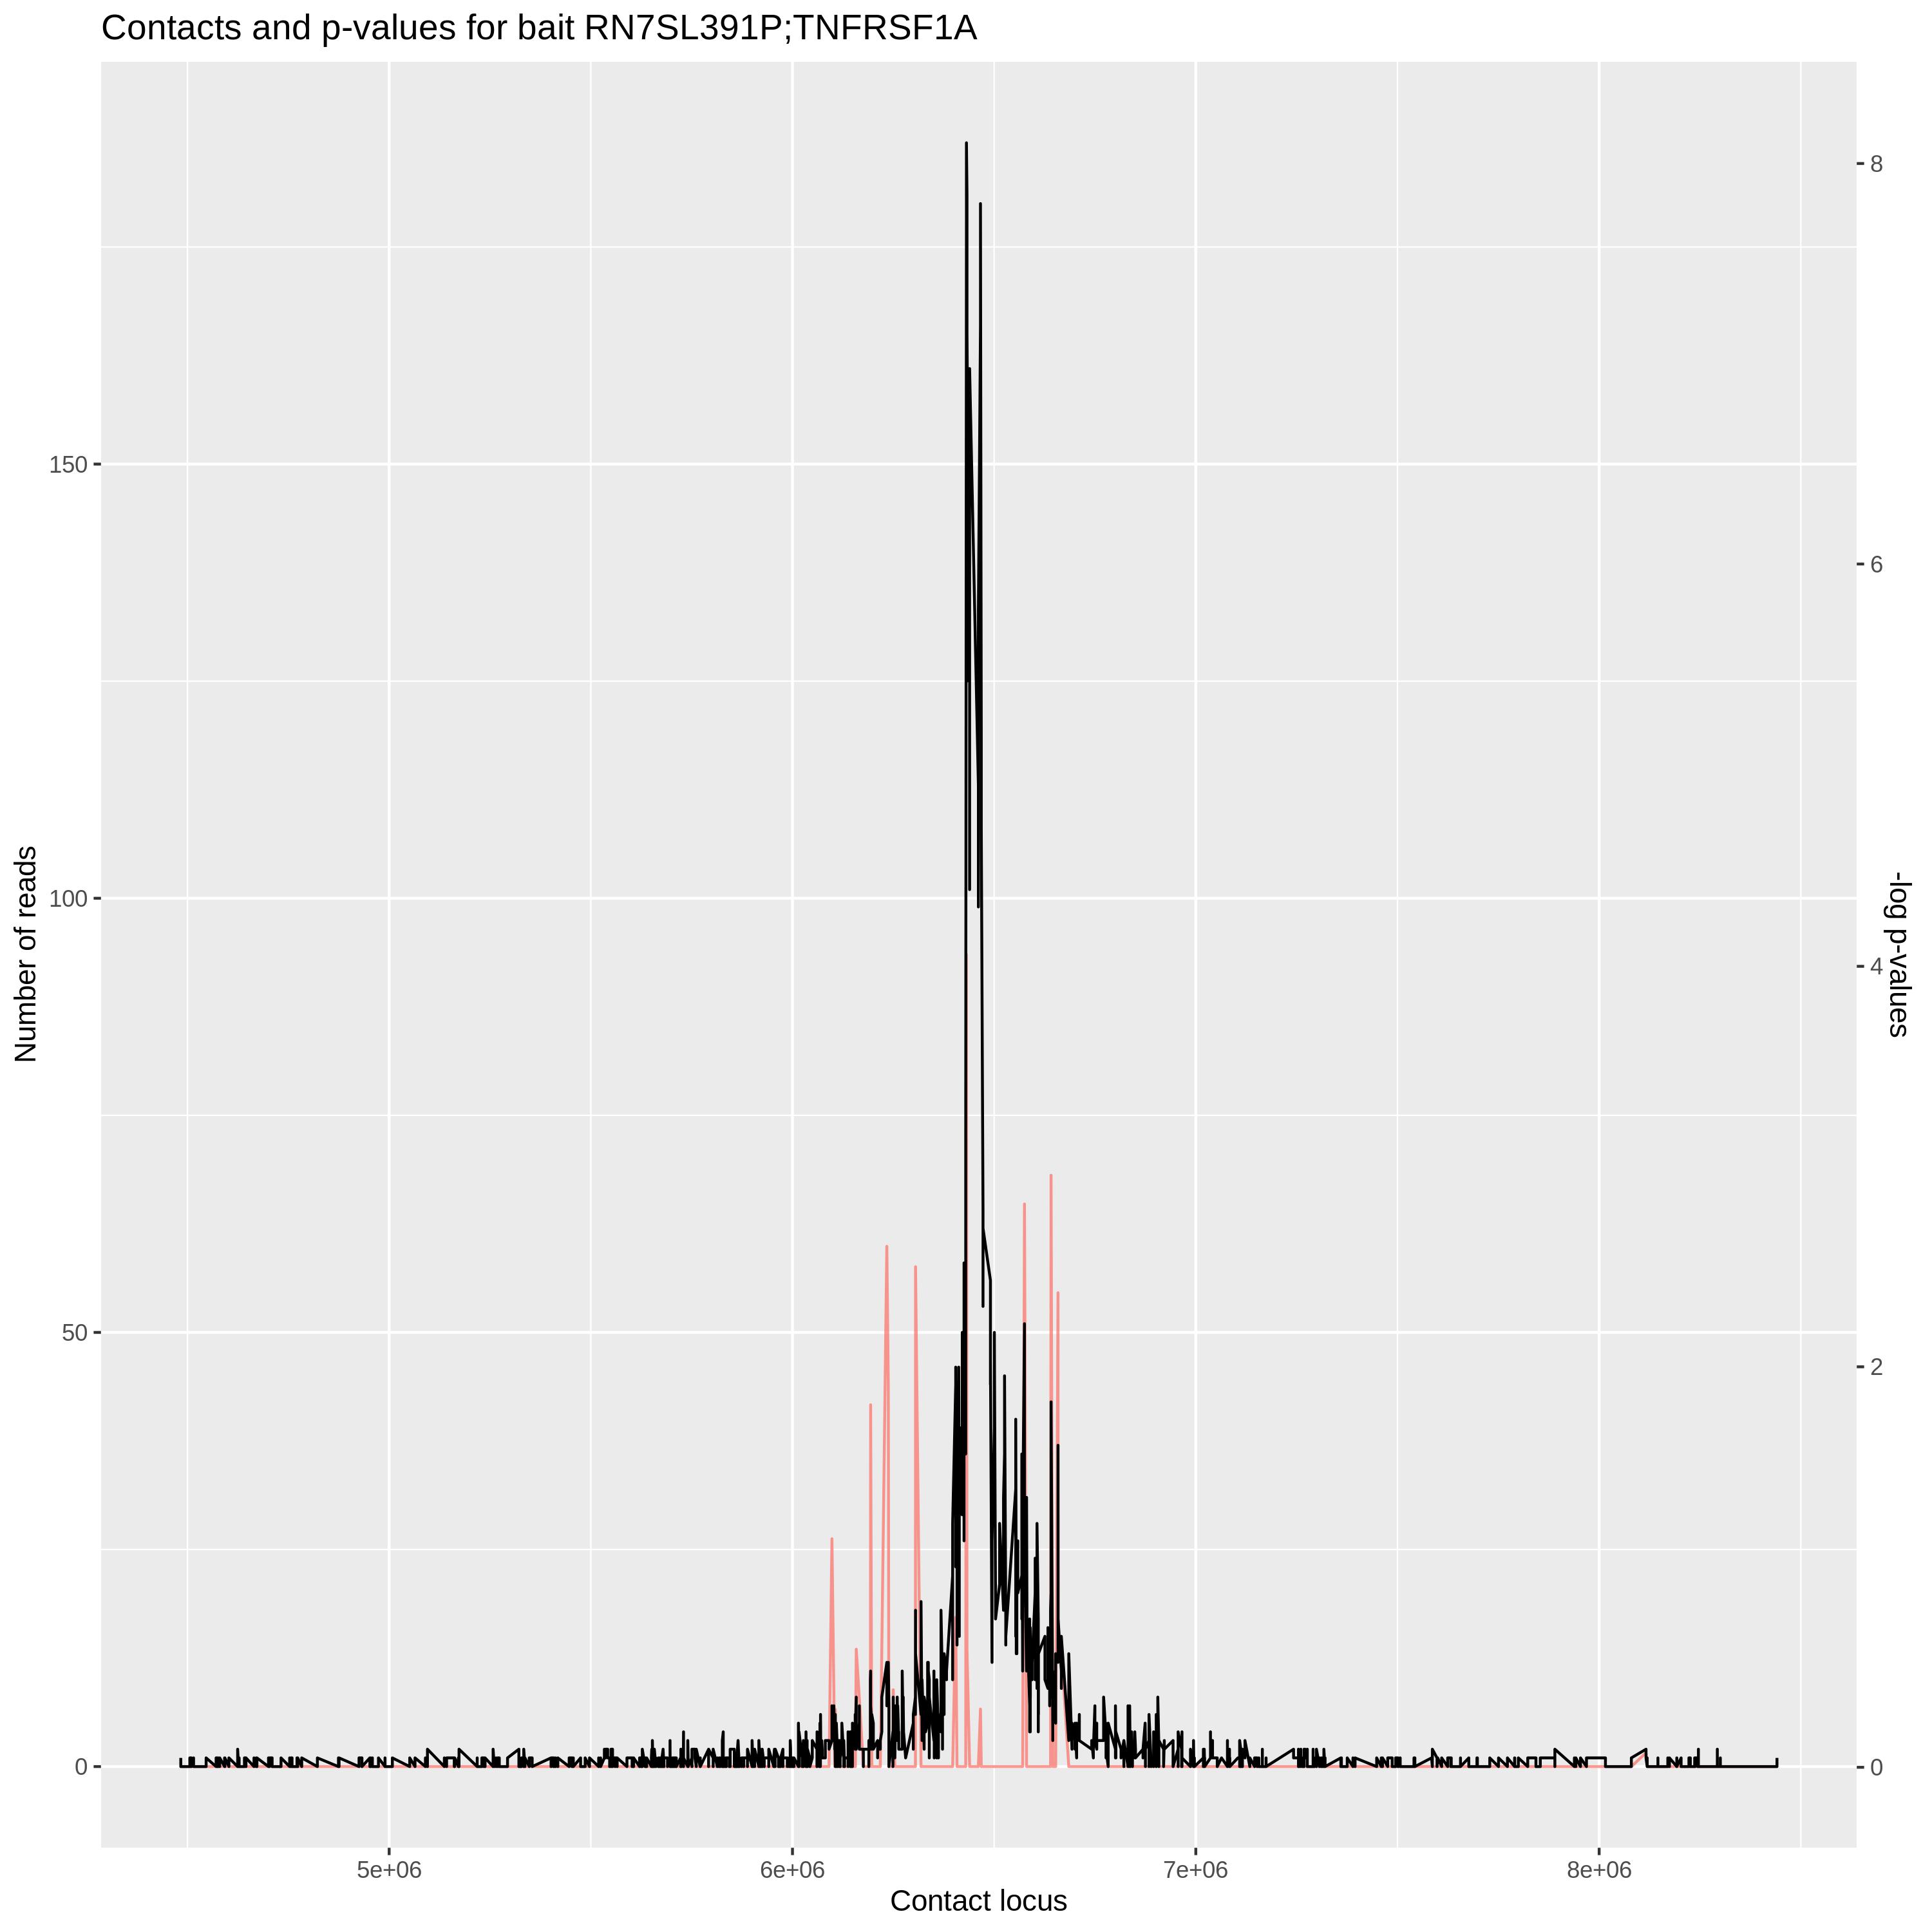 Contacts and p-values for bait RN7SL391P;TNFRSF1A
Number of reads
150
100
50
0
8
6
4
2
0
-log p-values
5e+06
6e+06
7e+06
8e+06
Contact locus